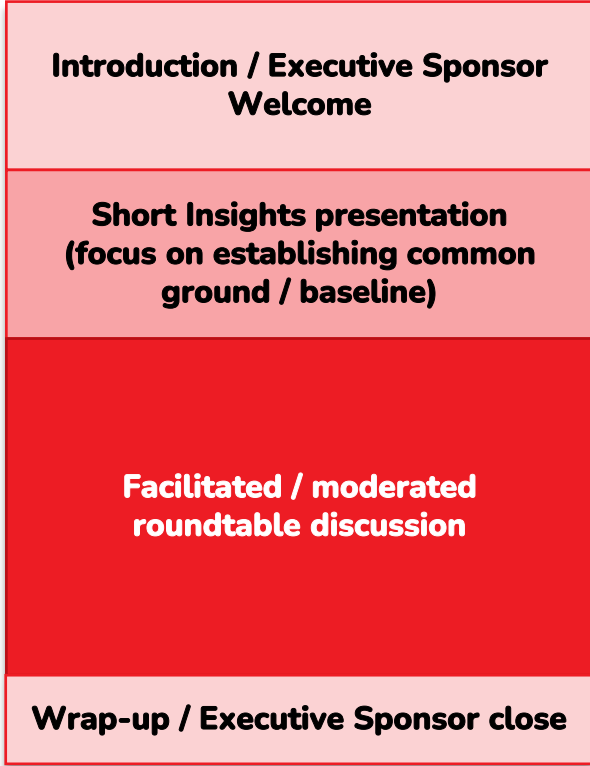 Introduction / Executive Sponsor
Welcome
Short Insights presentation
(focus on establishing common
ground / baseline)
Facilitated / moderated
roundtable discussion
Wrap-up / Executive Sponsor close